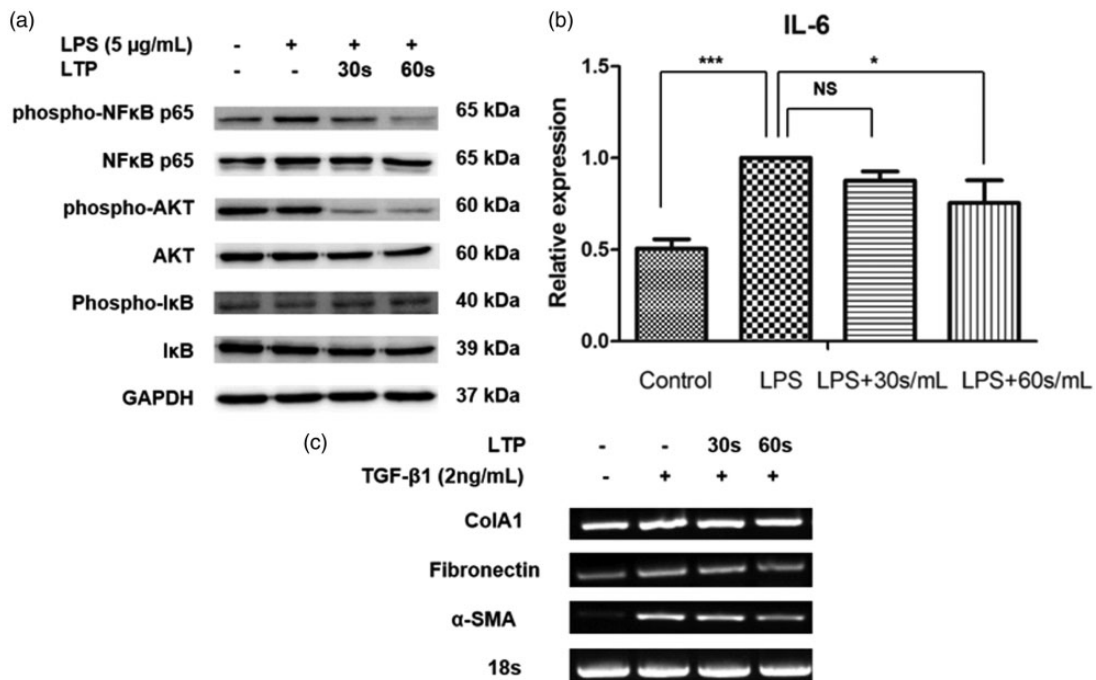 (a)
LPS (5 µg/mL) - + + +
LTP - - 30s 60s
phospho-NFκB p65 65 kDa
NFκB p65 65 kDa
phospho-AKT 60 kDa
AKT 60 kDa
Phospho-IκB 40 kDa
IκB 39 kDa
GAPDH 37 kDa
(b)
IL-6
*** *
NS
Relative expression
1.5
1.0
0.5
0.0
Control LPS LPS+30s/mL LPS+60s/mL
(c)
LTP - - 30s 60s
TGF-β1 (2ng/mL) - + + +
ColA1
Fibronectin
α-SMA
18s